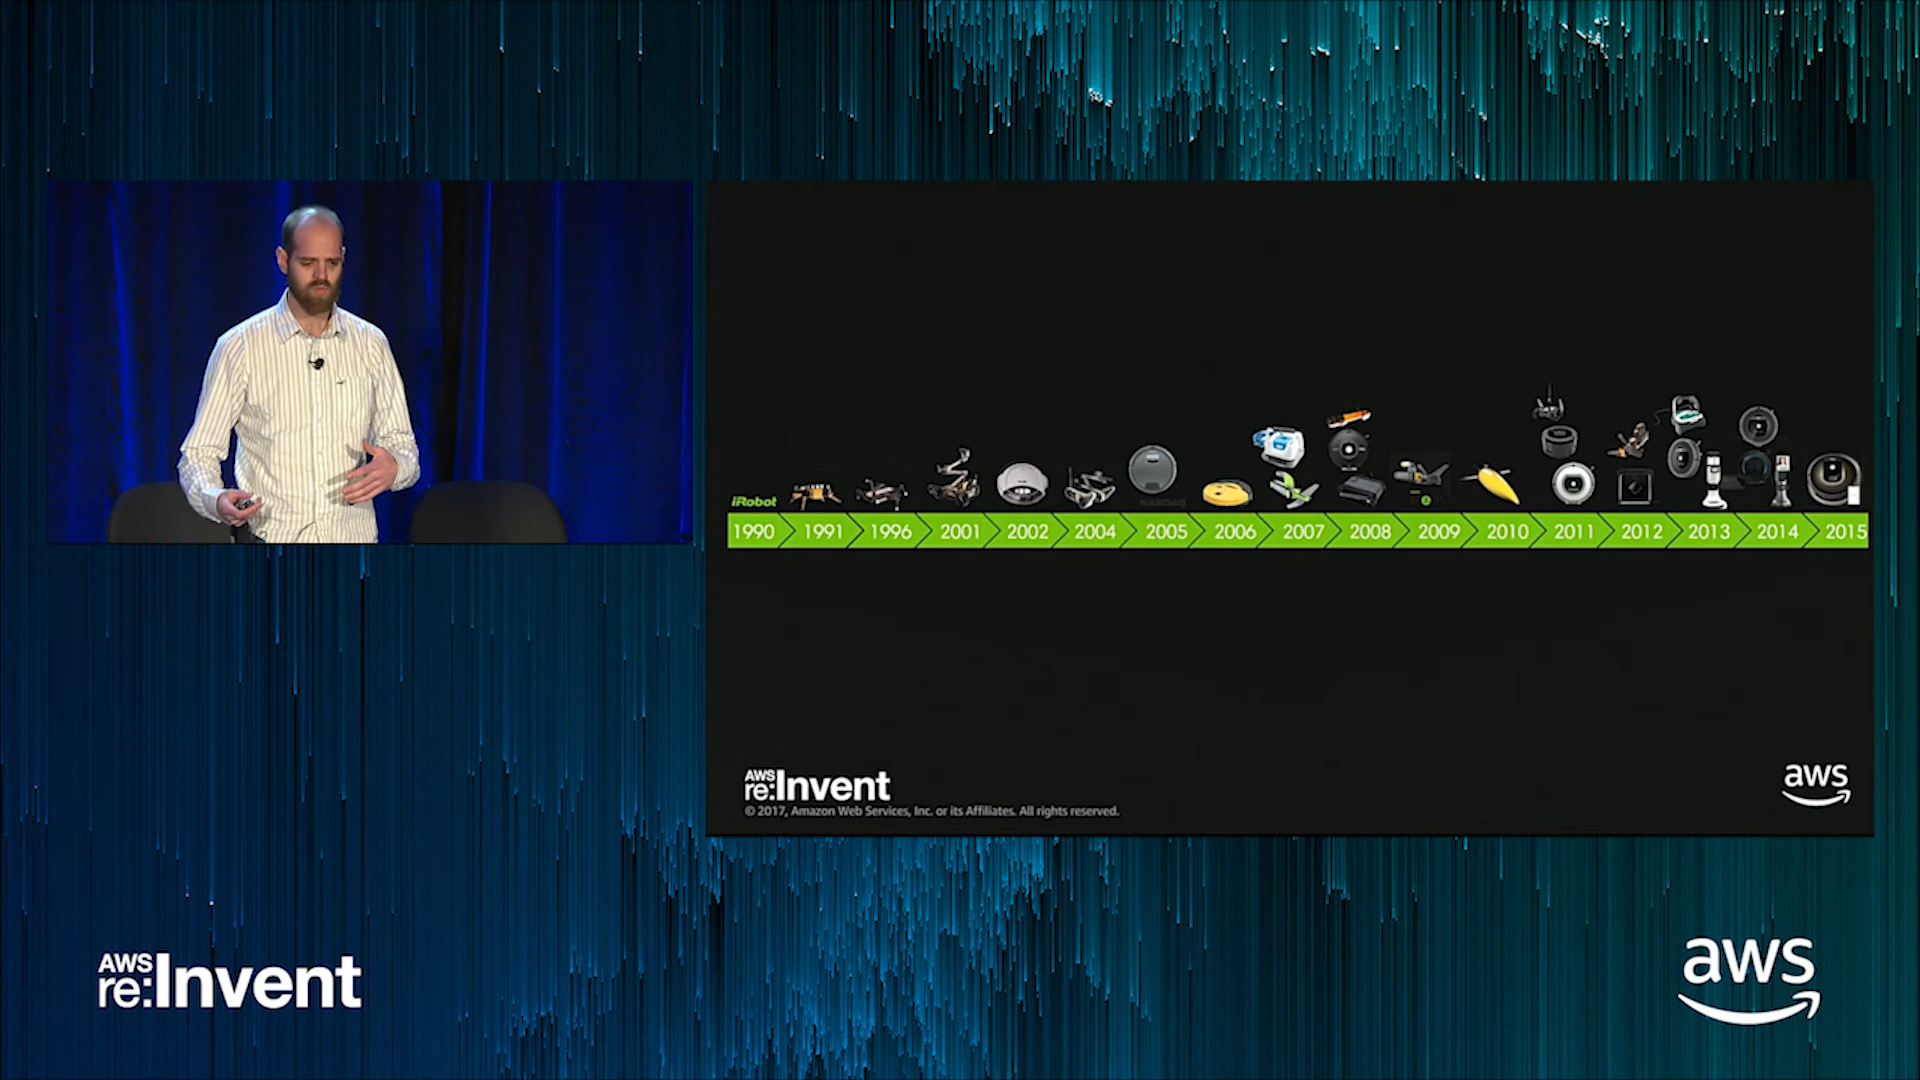 iRobot
NASDAQ
1990 1991 1996 2001 2002 2004 2005 2006 2007 2008 2009 2010 2011 2012 2013 2014 2015
AWS
re:Invent
© 2017, Amazon Web Services, Inc. or its Affiliates. All rights reserved.
aws
AWS
re:Invent
aws